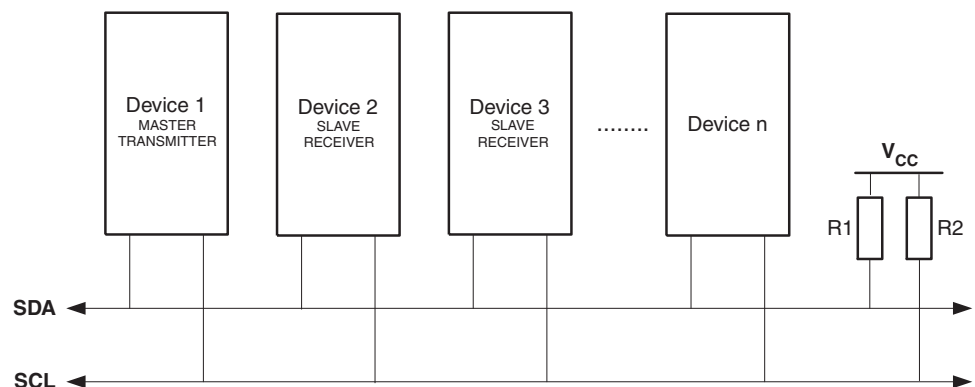 Device 1
MASTER
TRANSMITTER
Device 2
SLAVE
RECEIVER
Device 3
SLAVE
RECEIVER
........
Device n
VCC
R1
R2
SDA
SCL